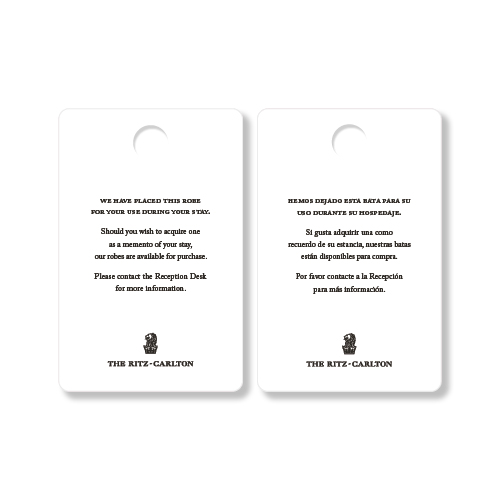 WE HAVE PLACED THIS ROBE
FOR YOUR USE DURING YOUR STAY.
Should you wish to acquire one
as a memento of your stay,
our robes are available for purchase.
Please contact the Reception Desk
for more information.
THE RITZ-CARLTON
HEMOS DEJADO ESTA BATA PARA SU
USO DURANTE SU HOSPEDAJE.
Si gusta adquirir una como
recuerdo de su estancia, nuestras batas
están disponibles para compra.
Por favor contacte a la Recepción
para más información.
THE RITZ-CARLTON